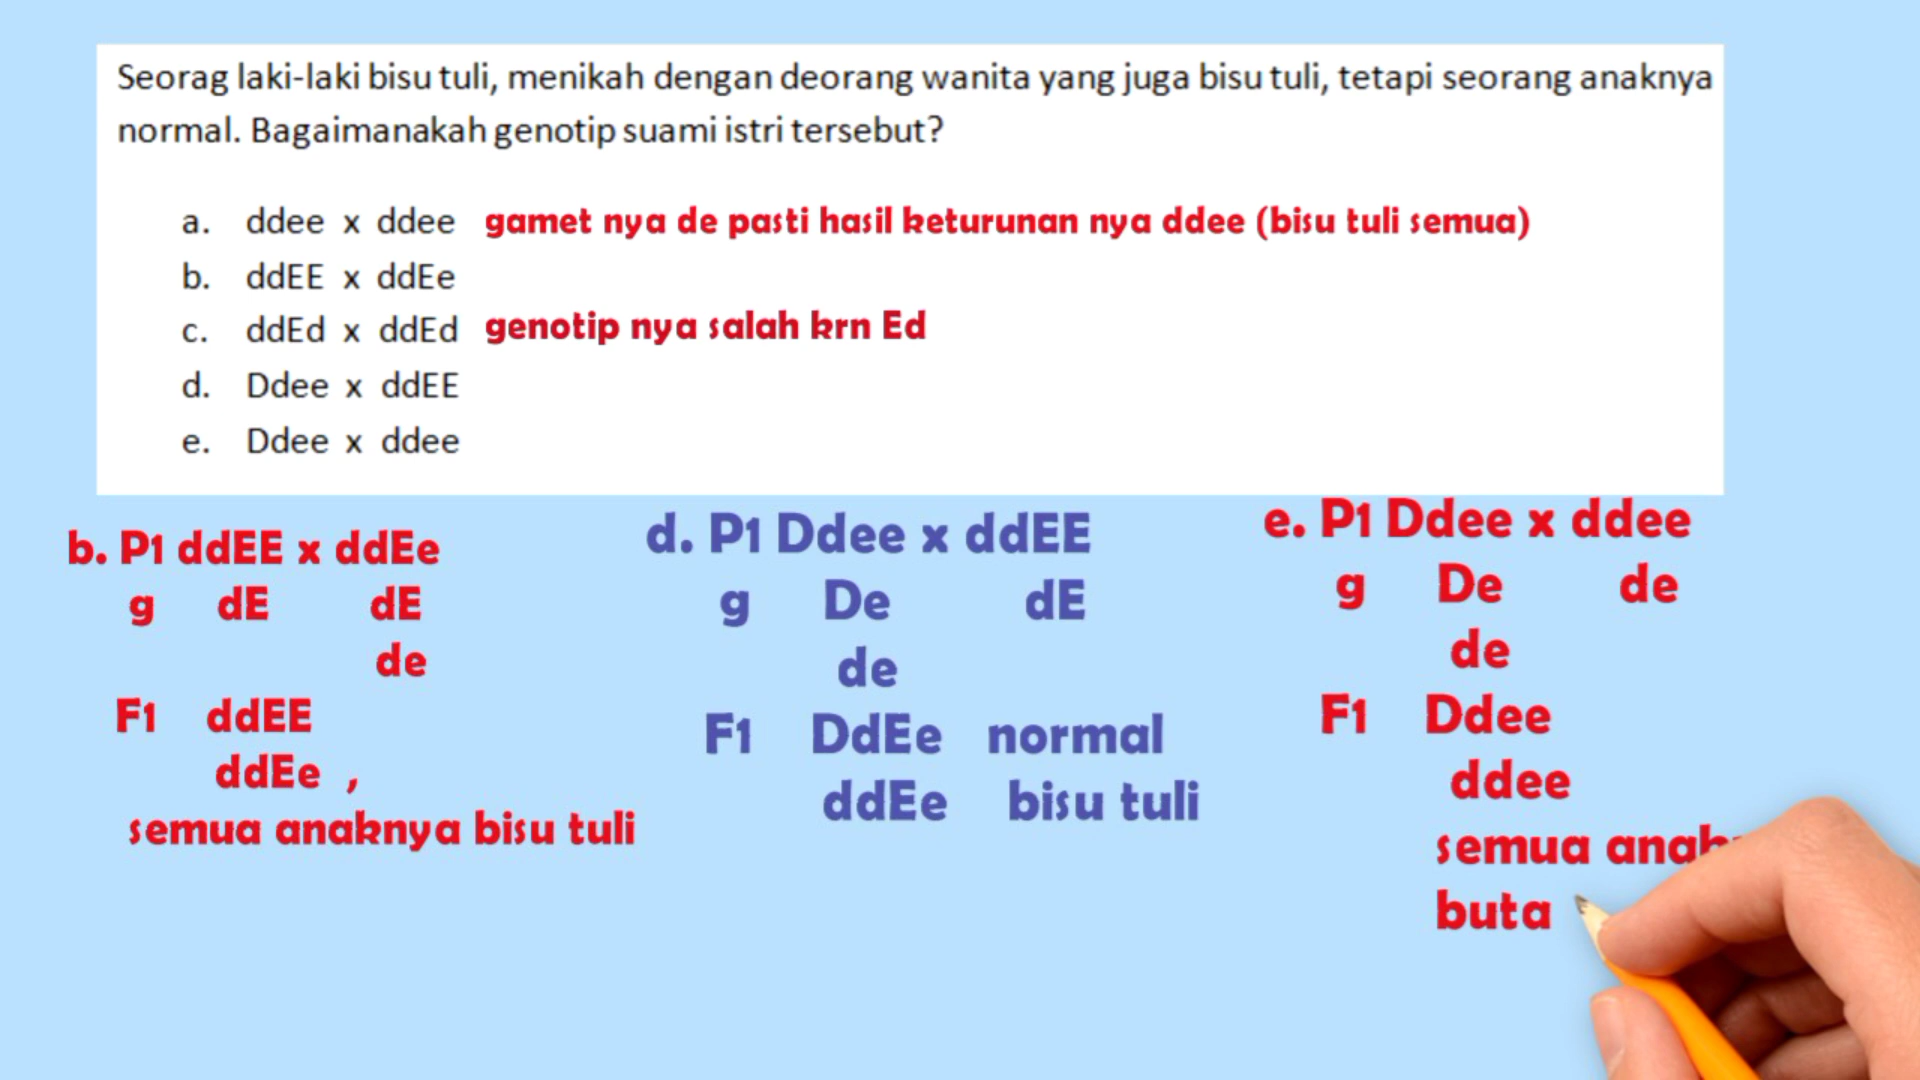 Seorag laki-laki bisu tuli, menikah dengan deorang wanita yang juga bisu tuli, tetapi seorang anaknya
normal. Bagaimanakah genotip suami istri tersebut?
a. ddee x ddee gamet nya de pasti hasil keturunan nya ddee (bisu tuli semua)
b. ddEE x ddEe
c. ddEd x ddEd genotip nya salah krn Ed
d. Ddee x ddEE
e. Ddee x ddee
b. P1 ddEE x ddEe
g dE dE
de
F1 ddEE
ddEe ,
semua anaknya bisu tuli
d. P1 Ddee x ddEE
g De dE
de
F1 DdEe normal
ddEe bisu tuli
e. P1 Ddee x ddee
g De de
de
F1 Ddee
ddee
semua
buta